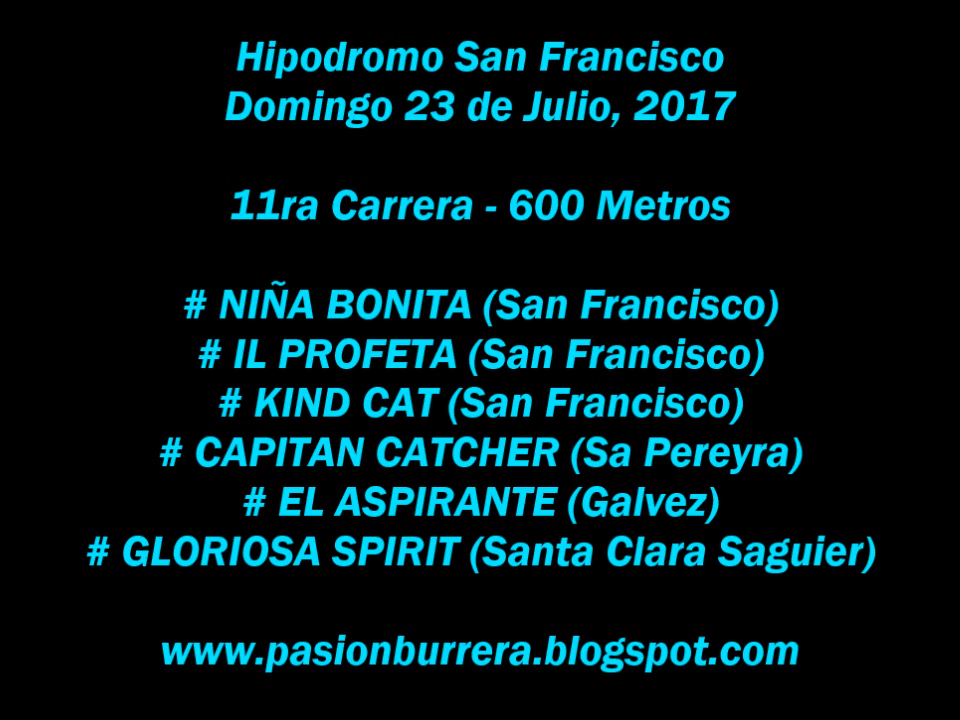 Hipodromo San Francisco
Domingo 23 de Julio, 2017
11ra Carrera - 600 Metros
# NIÑA BONITA (San Francisco)
# IL PROFETA (San Francisco)
# KIND CAT (San Francisco)
# CAPITAN CATCHER (Sa Pereyra)
# EL ASPIRANTE (Galvez)
# GLORIOSA SPIRIT (Santa Clara Saguier)
www.pasionburrera.blogspot.com